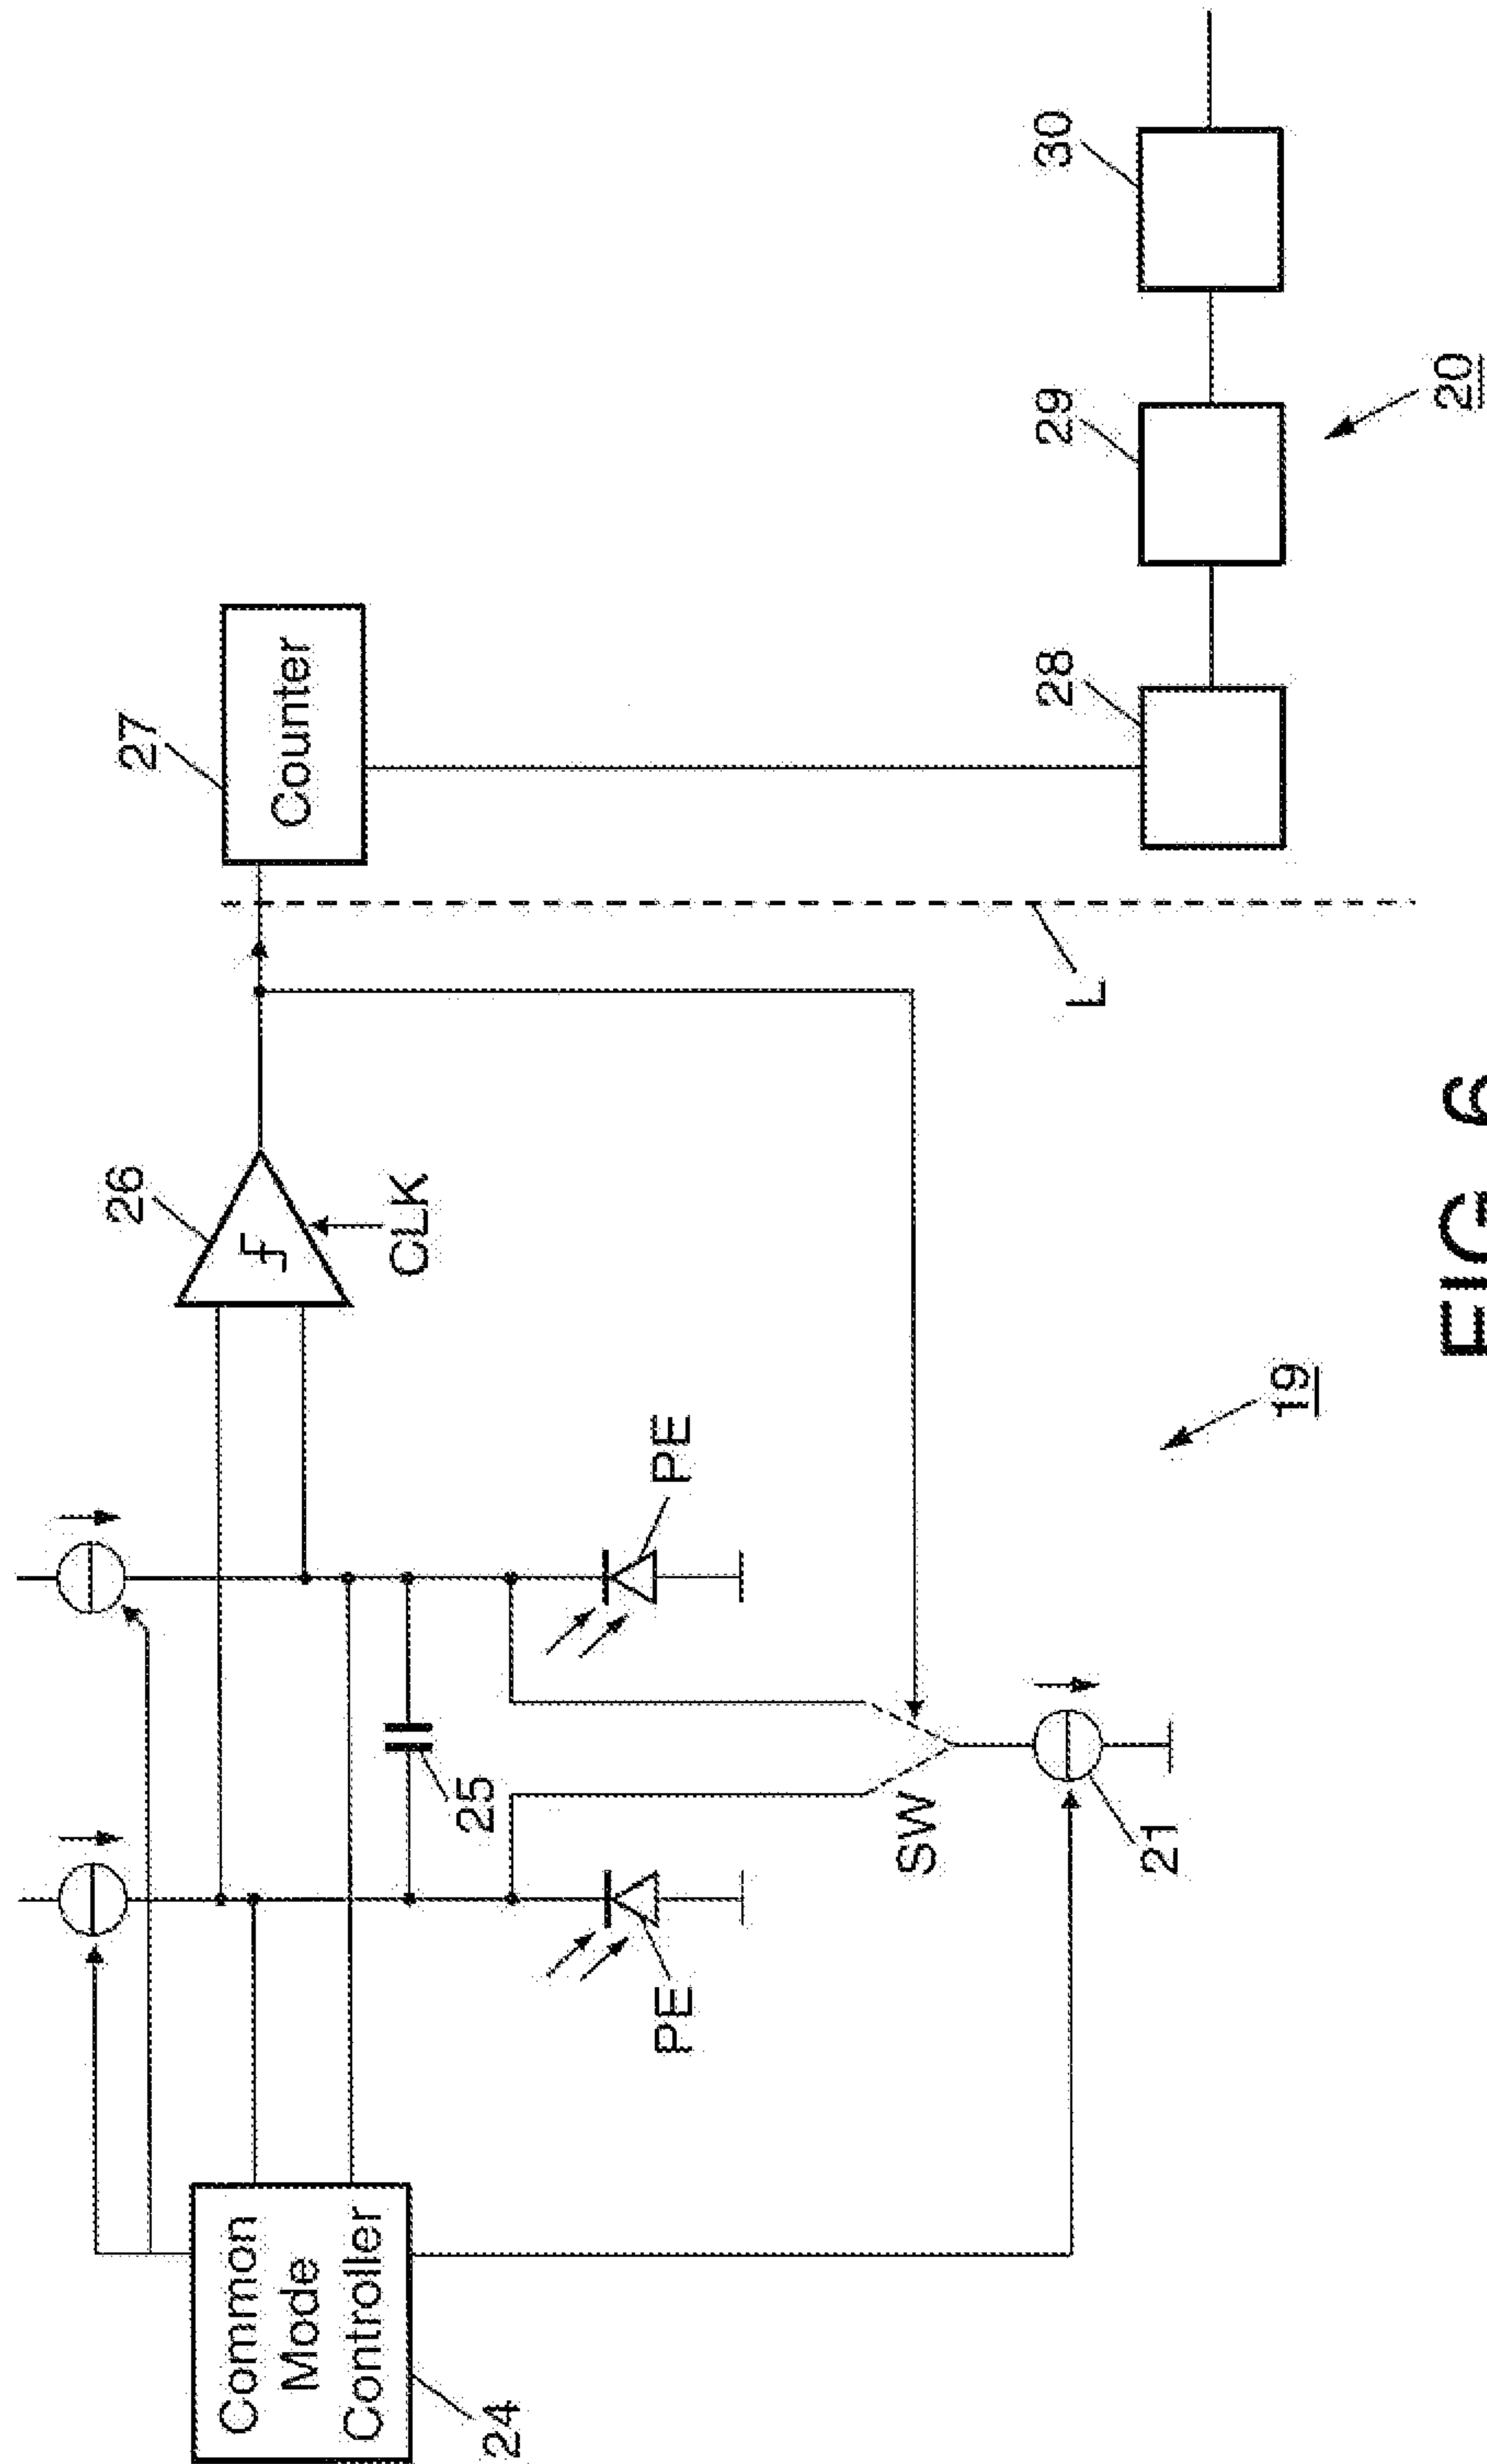 Common
Mode
Controller
24
25
PE
PE
SW
21
26
CLK
27
Counter
L
28
29
30
19
20
FIG 6